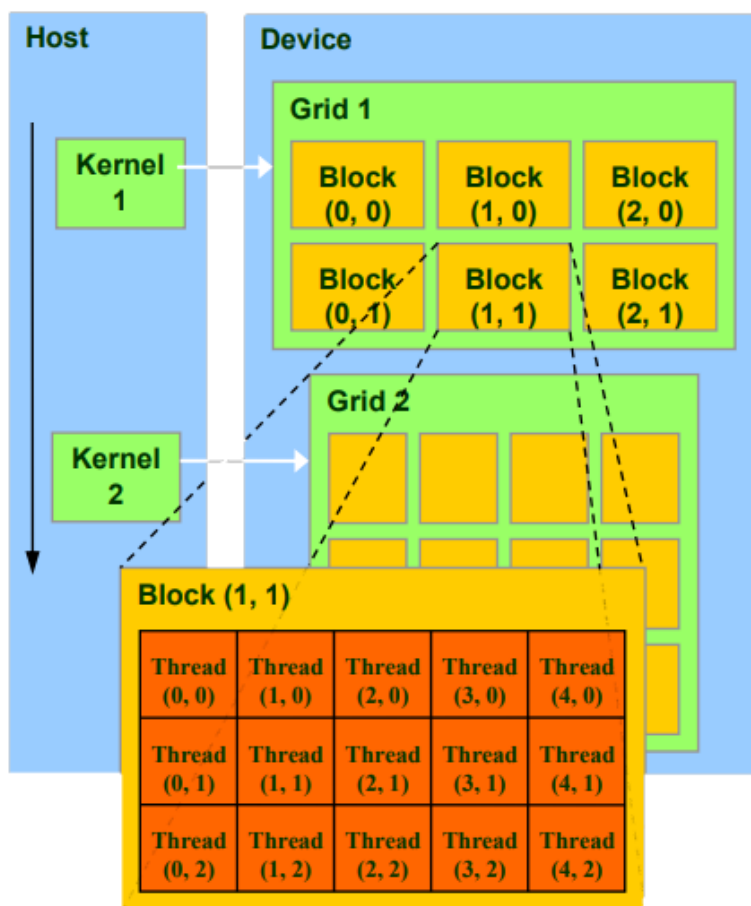 Host
Device
Grid 1
Kernel
1
Block
(0, 0)
Block
(1, 0)
Block
(2, 0)
Block
(0, 1)
Block
(1, 1)
Block
(2, 1)
Grid 2
Kernel
2
Block (1, 1)
Thread
(0, 0)
Thread
(1, 0)
Thread
(2, 0)
Thread
(3, 0)
Thread
(4, 0)
Thread
(0, 1)
Thread
(1, 1)
Thread
(2, 1)
Thread
(3, 1)
Thread
(4, 1)
Thread
(0, 2)
Thread
(1, 2)
Thread
(2, 2)
Thread
(3, 2)
Thread
(4, 2)